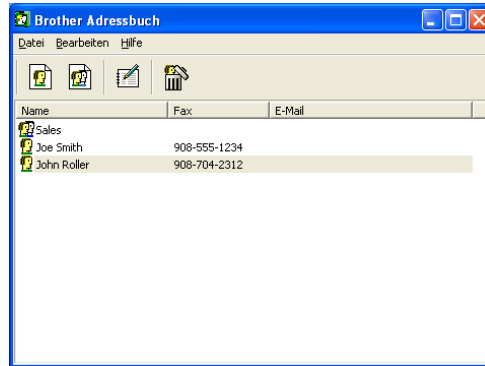 Brother Adressbuch
Datei Bearbeiten Hilfe
Name Fax E-Mail
Sales
Joe Smith 908-555-1234
John Roller 908-704-2312